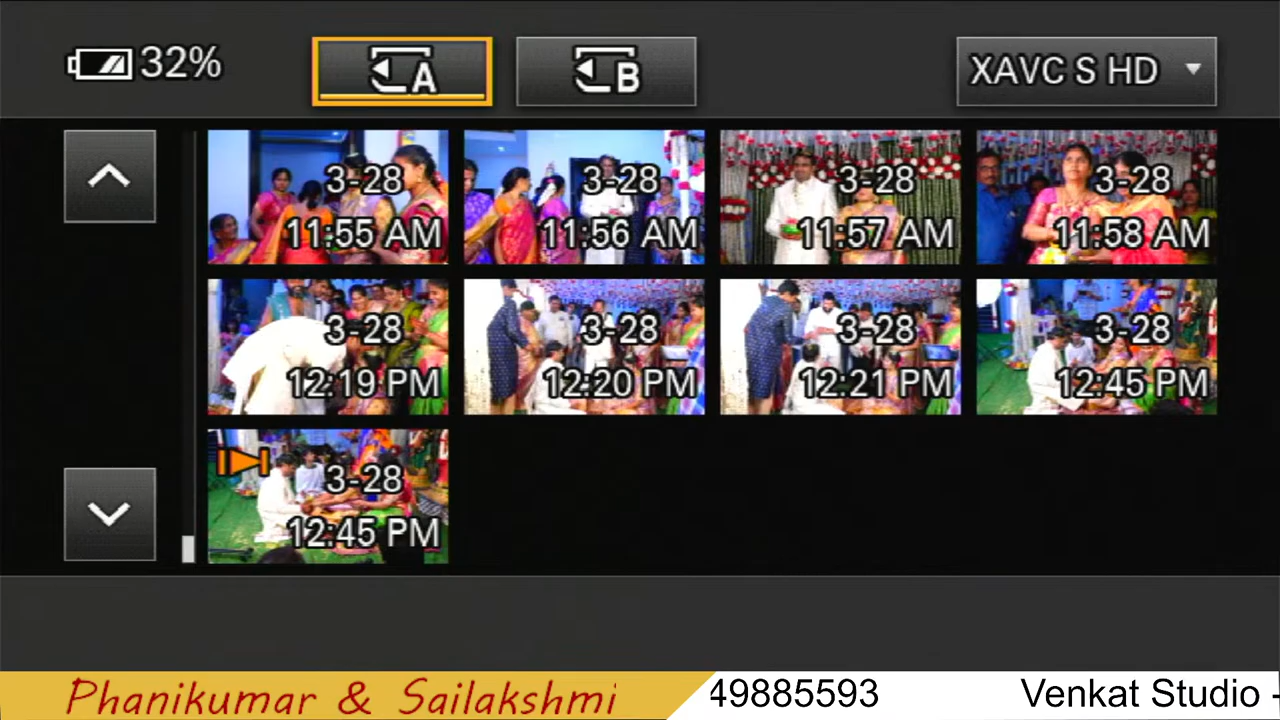 32%
A
B
XAVC S HD
3-28
11:55 AM
3-28
11:56 AM
3-28
11:57 AM
3-28
11:58 AM
3-28
12:19 PM
3-28
12:20 PM
3-28
12:21 PM
3-28
12:45 PM
3-28
12:45 PM
Phanikumar & Sailakshmi
49885593
Venkat Studio -